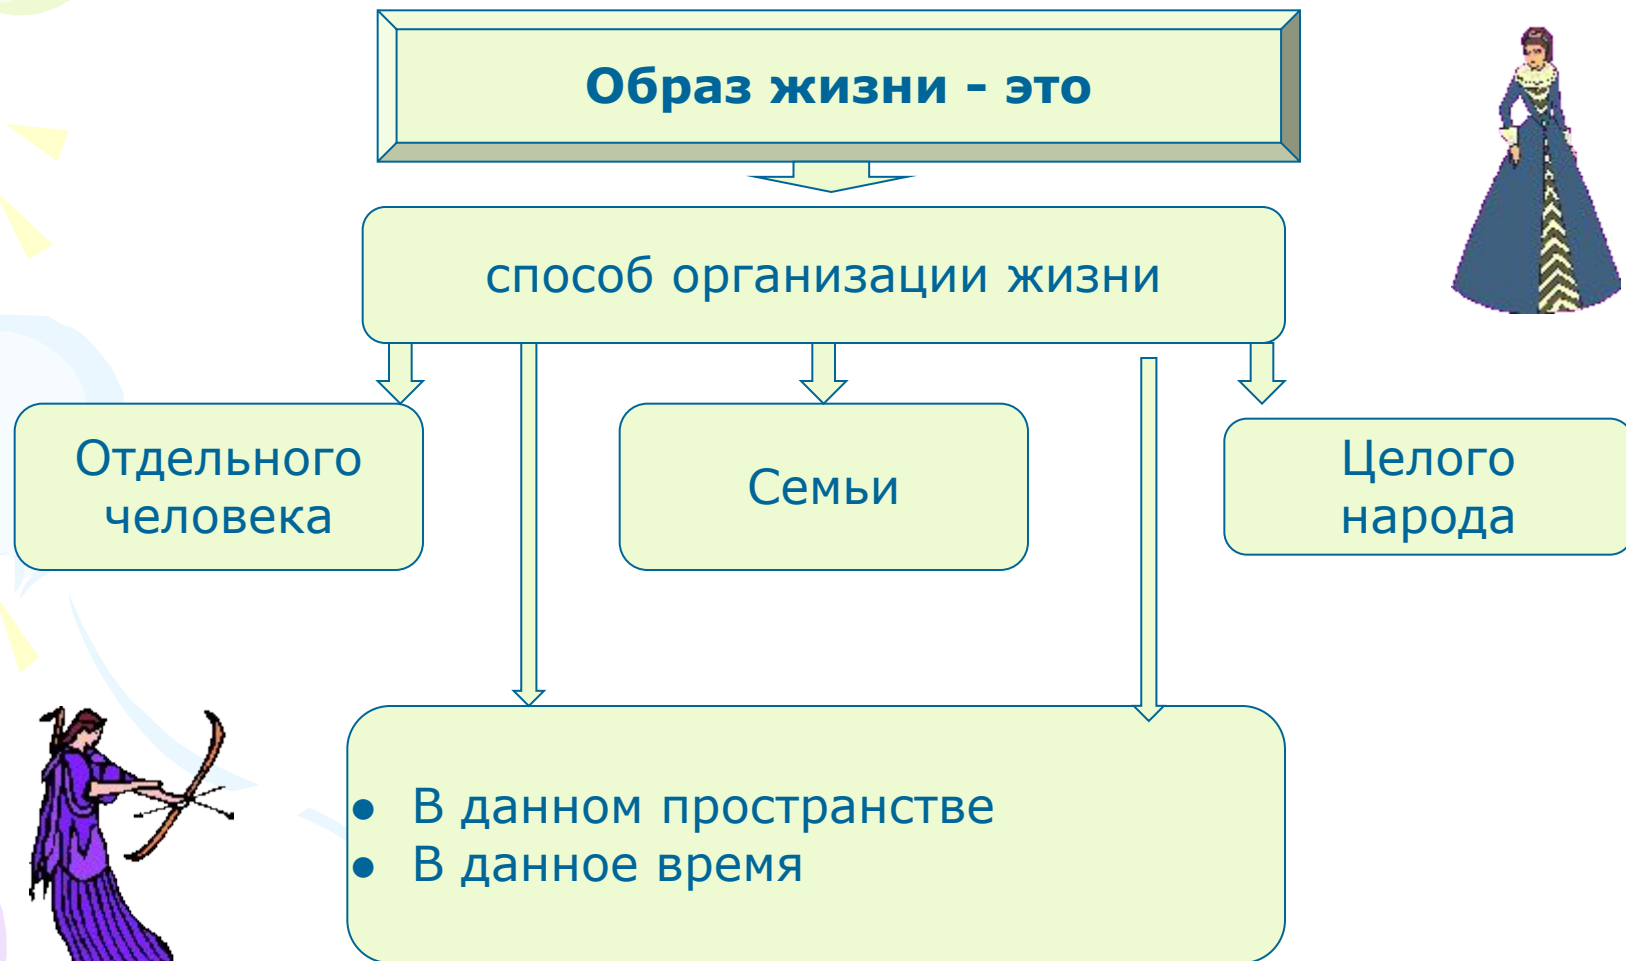 Образ жизни - это
способ организации жизни
Отдельного
человека
Семьи
Целого
народа
● В данном пространстве
● В данное время